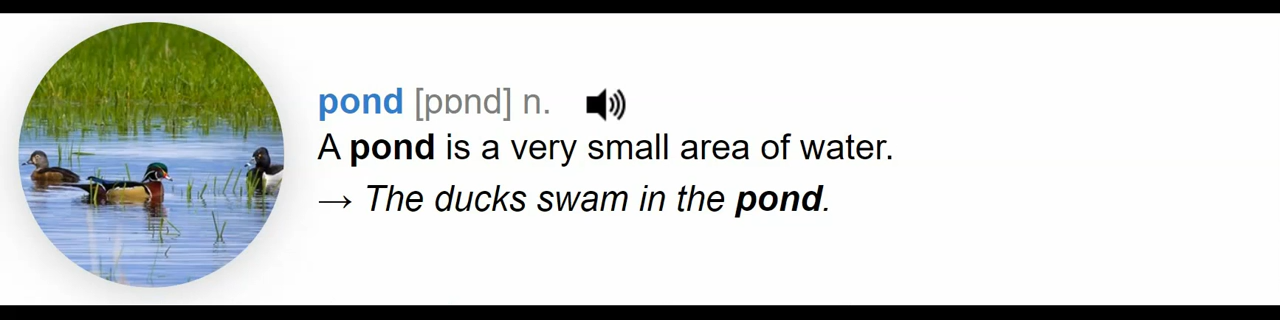 pond [pɒnd] n.
A pond is a very small area of water.
→ The ducks swam in the pond.